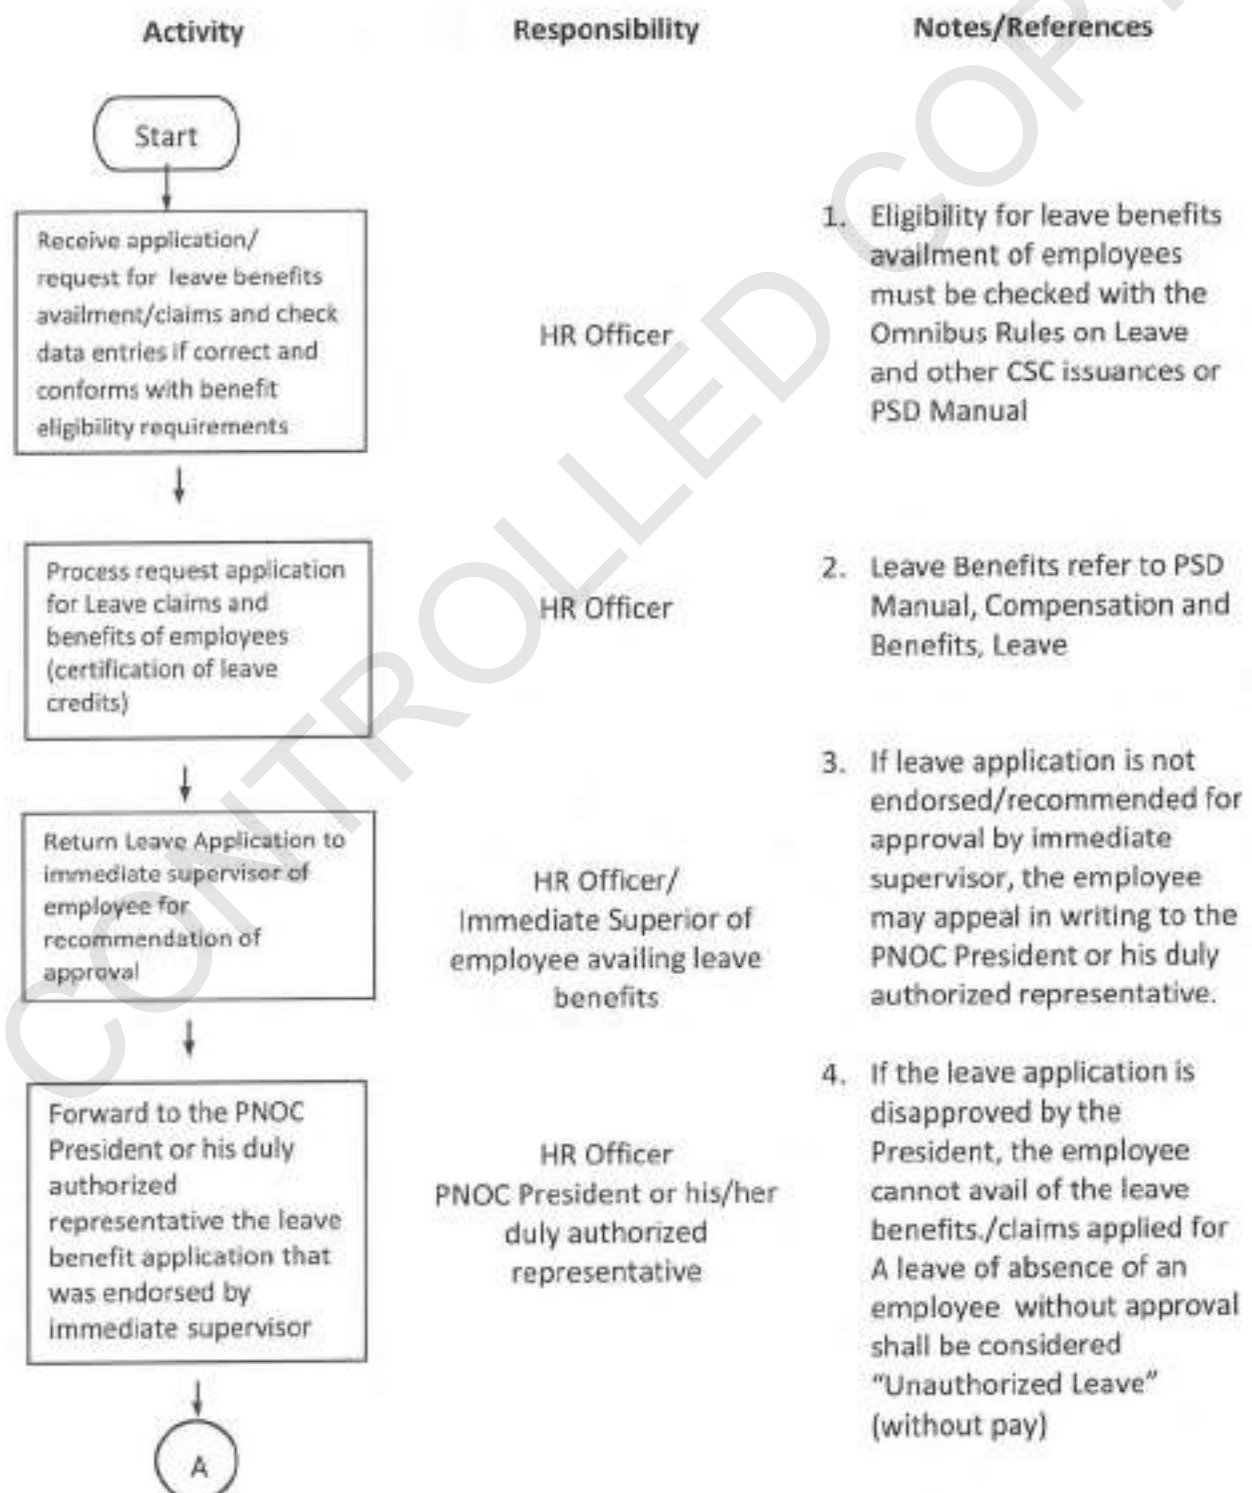 Activity
Responsibility
Notes/References
Start
Receive application/
request for leave benefits
availment/claims and check
data entries if correct and
conforms with benefit
eligibility requirements
HR Officer
1. Eligibility for leave benefits
availment of employees
must be checked with the
Omnibus Rules on Leave
and other CSC issuances or
PSD Manual
Process request application
for Leave claims and
benefits of employees
(certification of leave
credits)
HR Officer
2. Leave Benefits refer to PSD
Manual, Compensation and
Benefits, Leave
Return Leave Application to
immediate supervisor of
employee for
recommendation of
approval
HR Officer/
Immediate Superior of
employee availing leave
benefits
3. If leave application is not
endorsed/recommended for
approval by immediate
supervisor, the employee
may appeal in writing to the
PNOC President or his duly
authorized representative.
Forward to the PNOC
President or his duly
authorized
representative the leave
benefit application that
was endorsed by
immediate supervisor
HR Officer
PNOC President or his/her
duly authorized
representative
4. If the leave application is
disapproved by the
President, the employee
cannot avail of the leave
benefits./claims applied for
A leave of absence of an
employee without approval
shall be considered
"Unauthorized Leave"
(without pay)
A
CONTROLLED COP